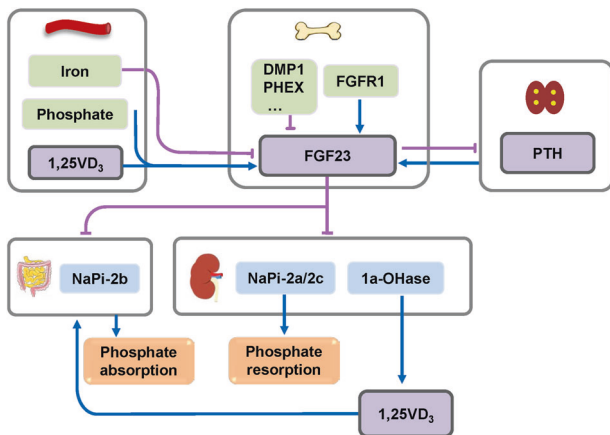 Iron
Phosphate
1,25VD₃
DMP1
PHEX
...
FGFR1
FGF23
PTH
NaPi-2b
NaPi-2a/2c
1a-OHase
Phosphate
absorption
Phosphate
resorption
1,25VD₃